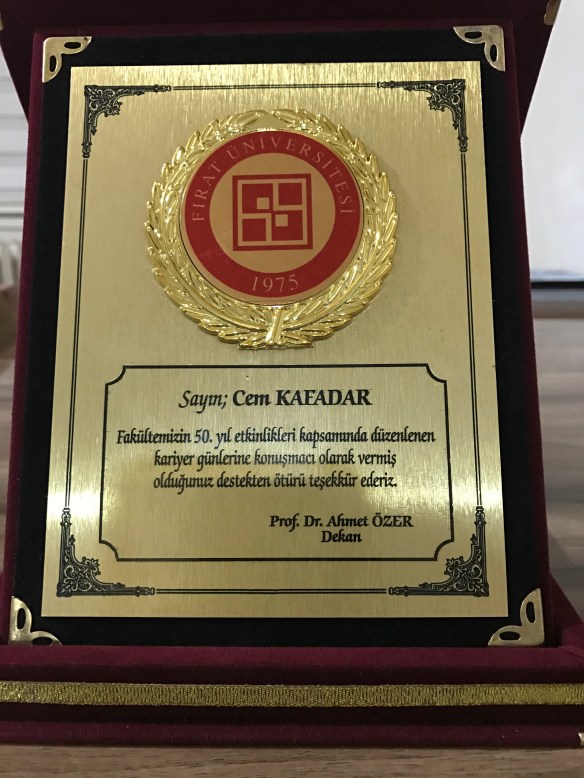 FIRAT ÜNİVERSİTESİ
1975
Sayın; Cem KAFADAR
Fakültemizin 50. yıl etkinlikleri kapsamında düzenlenen
kariyer günlerine konuşmacı olarak vermiş
olduğunuz destekten ötürü teşekkür ederiz.
Prof. Dr. Ahmet ÖZER
Dekan